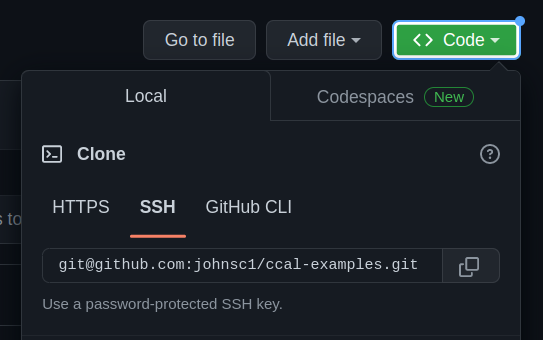 Go to file Add file Code
Local Codespaces New
Clone
s to
HTTPS SSH GitHub CLI
git@github.com:johnsc1/ccal-examples.git
Use a password-protected SSH key.